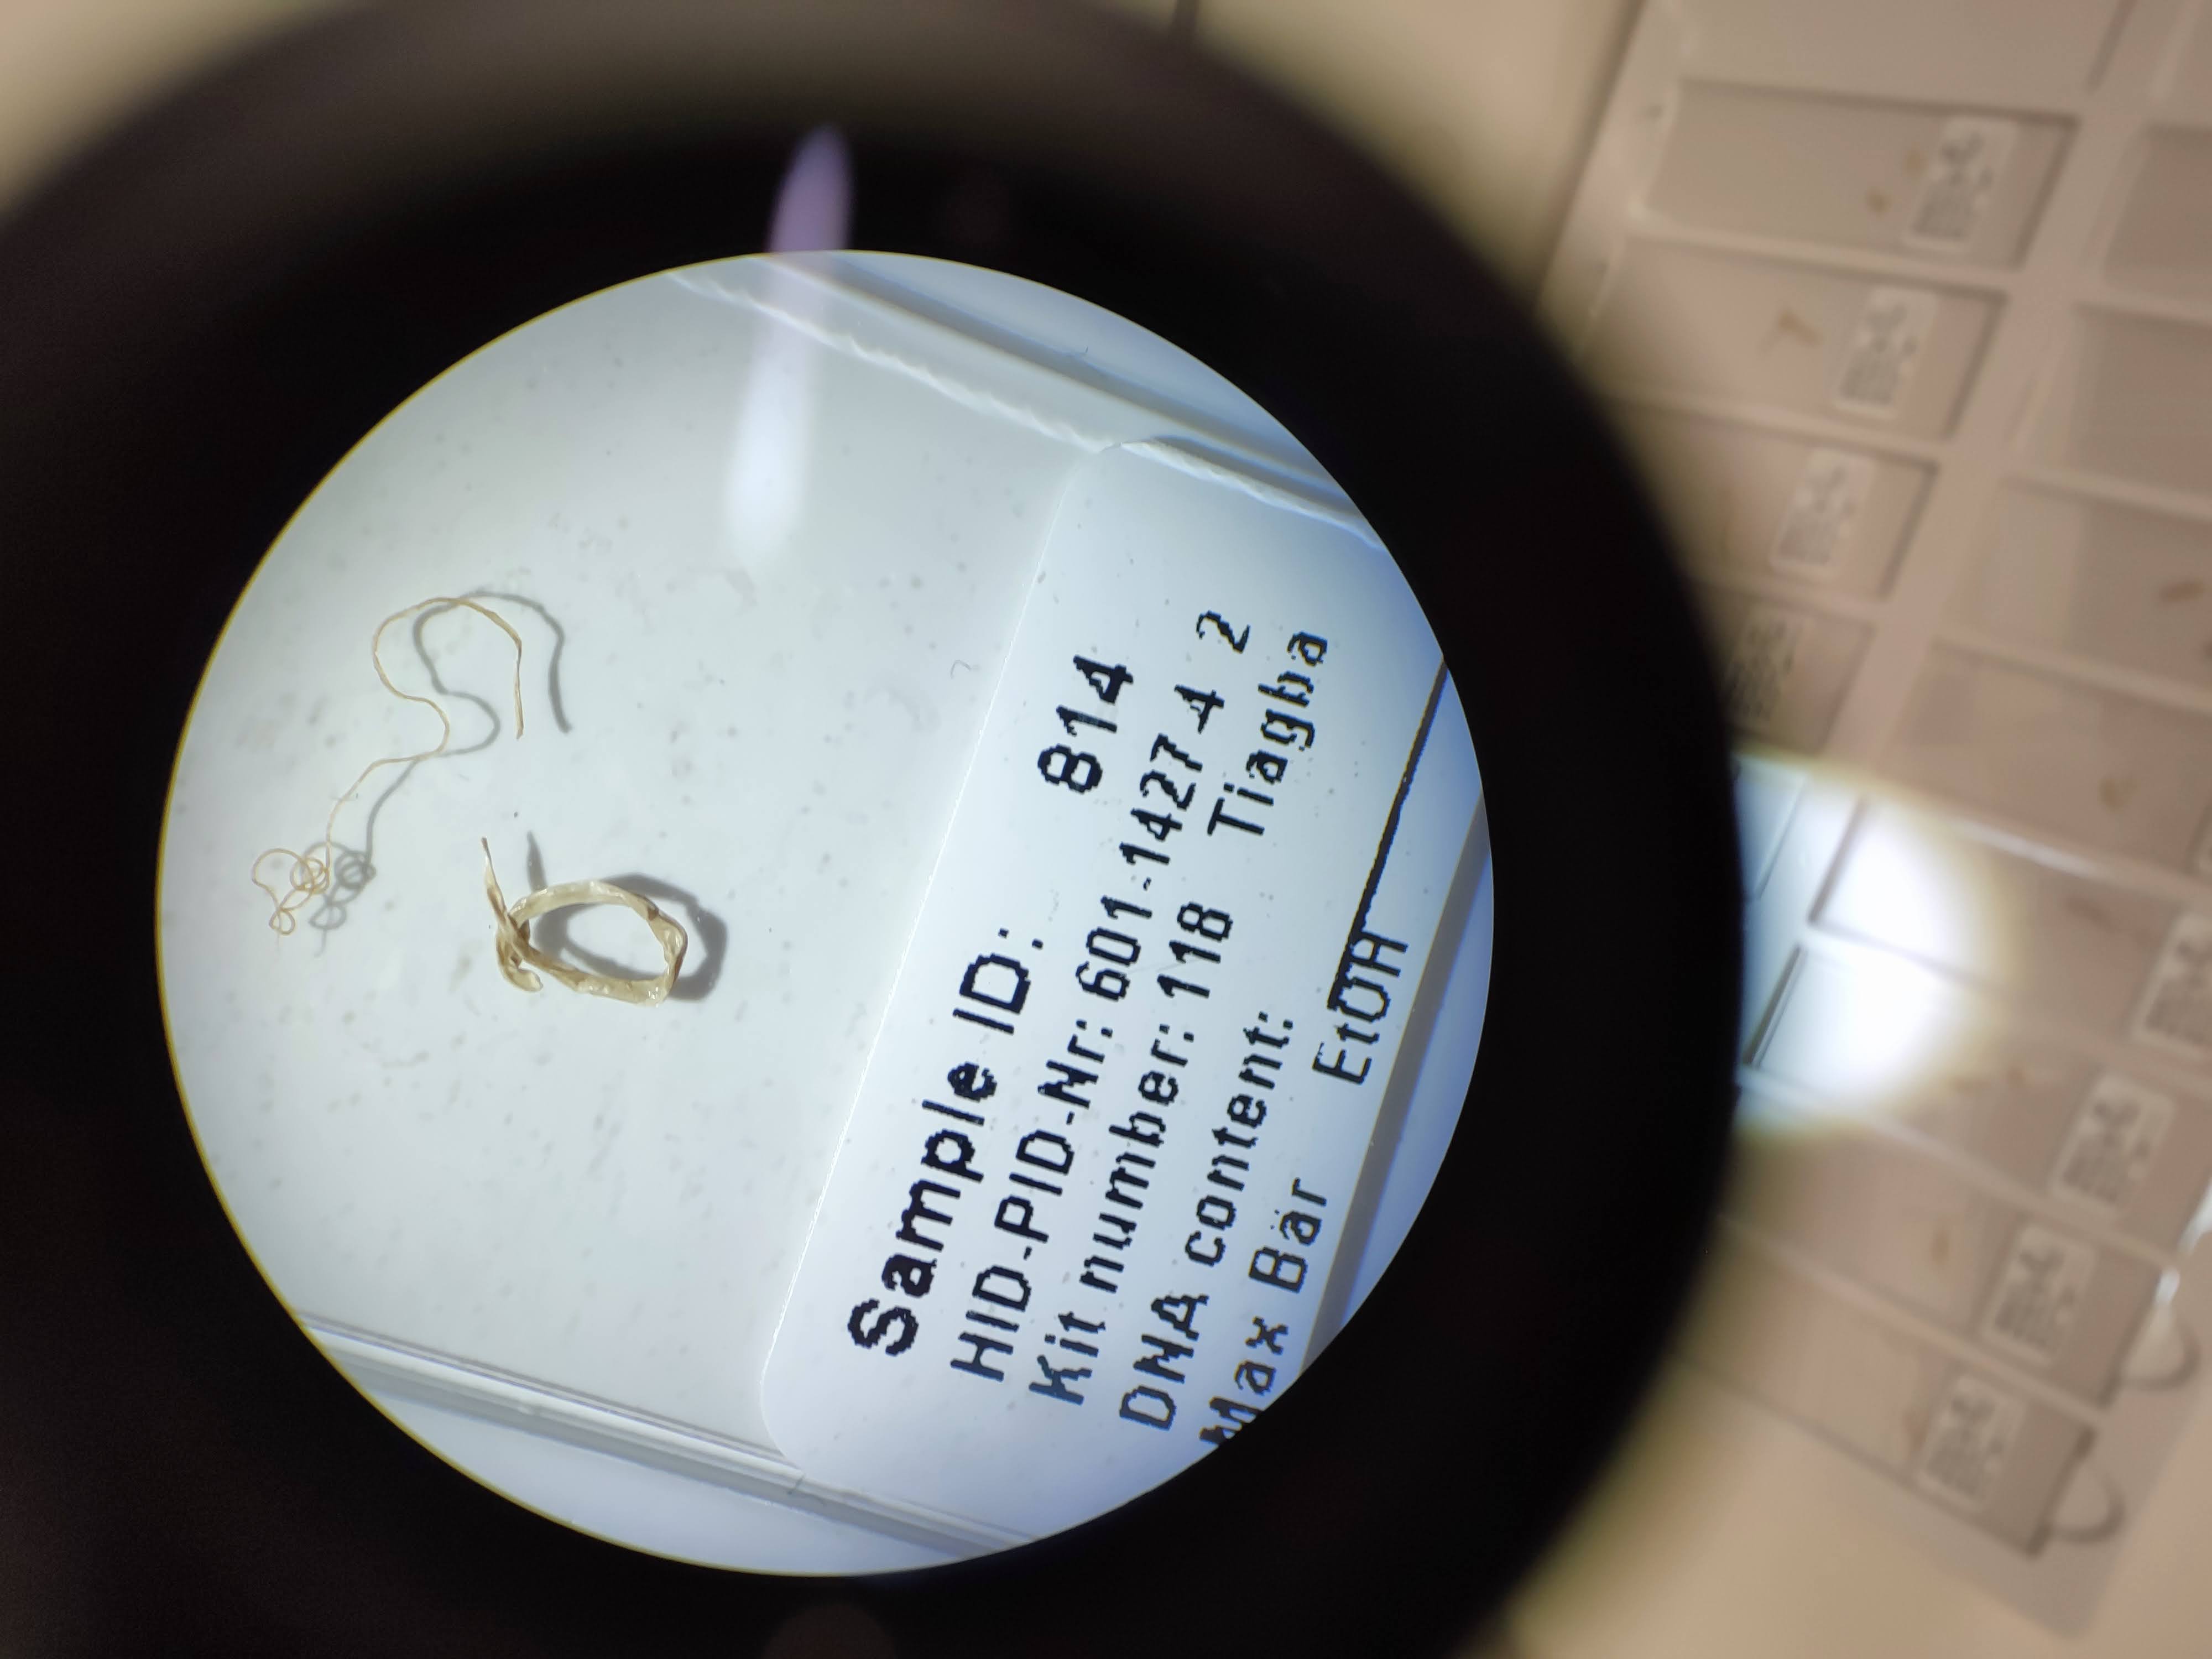 Sample ID: 814
HID-PID-Nr: 601-1427-4 2
Kit number: 118 Tiagba
DNA content:
Max Bär EtOH